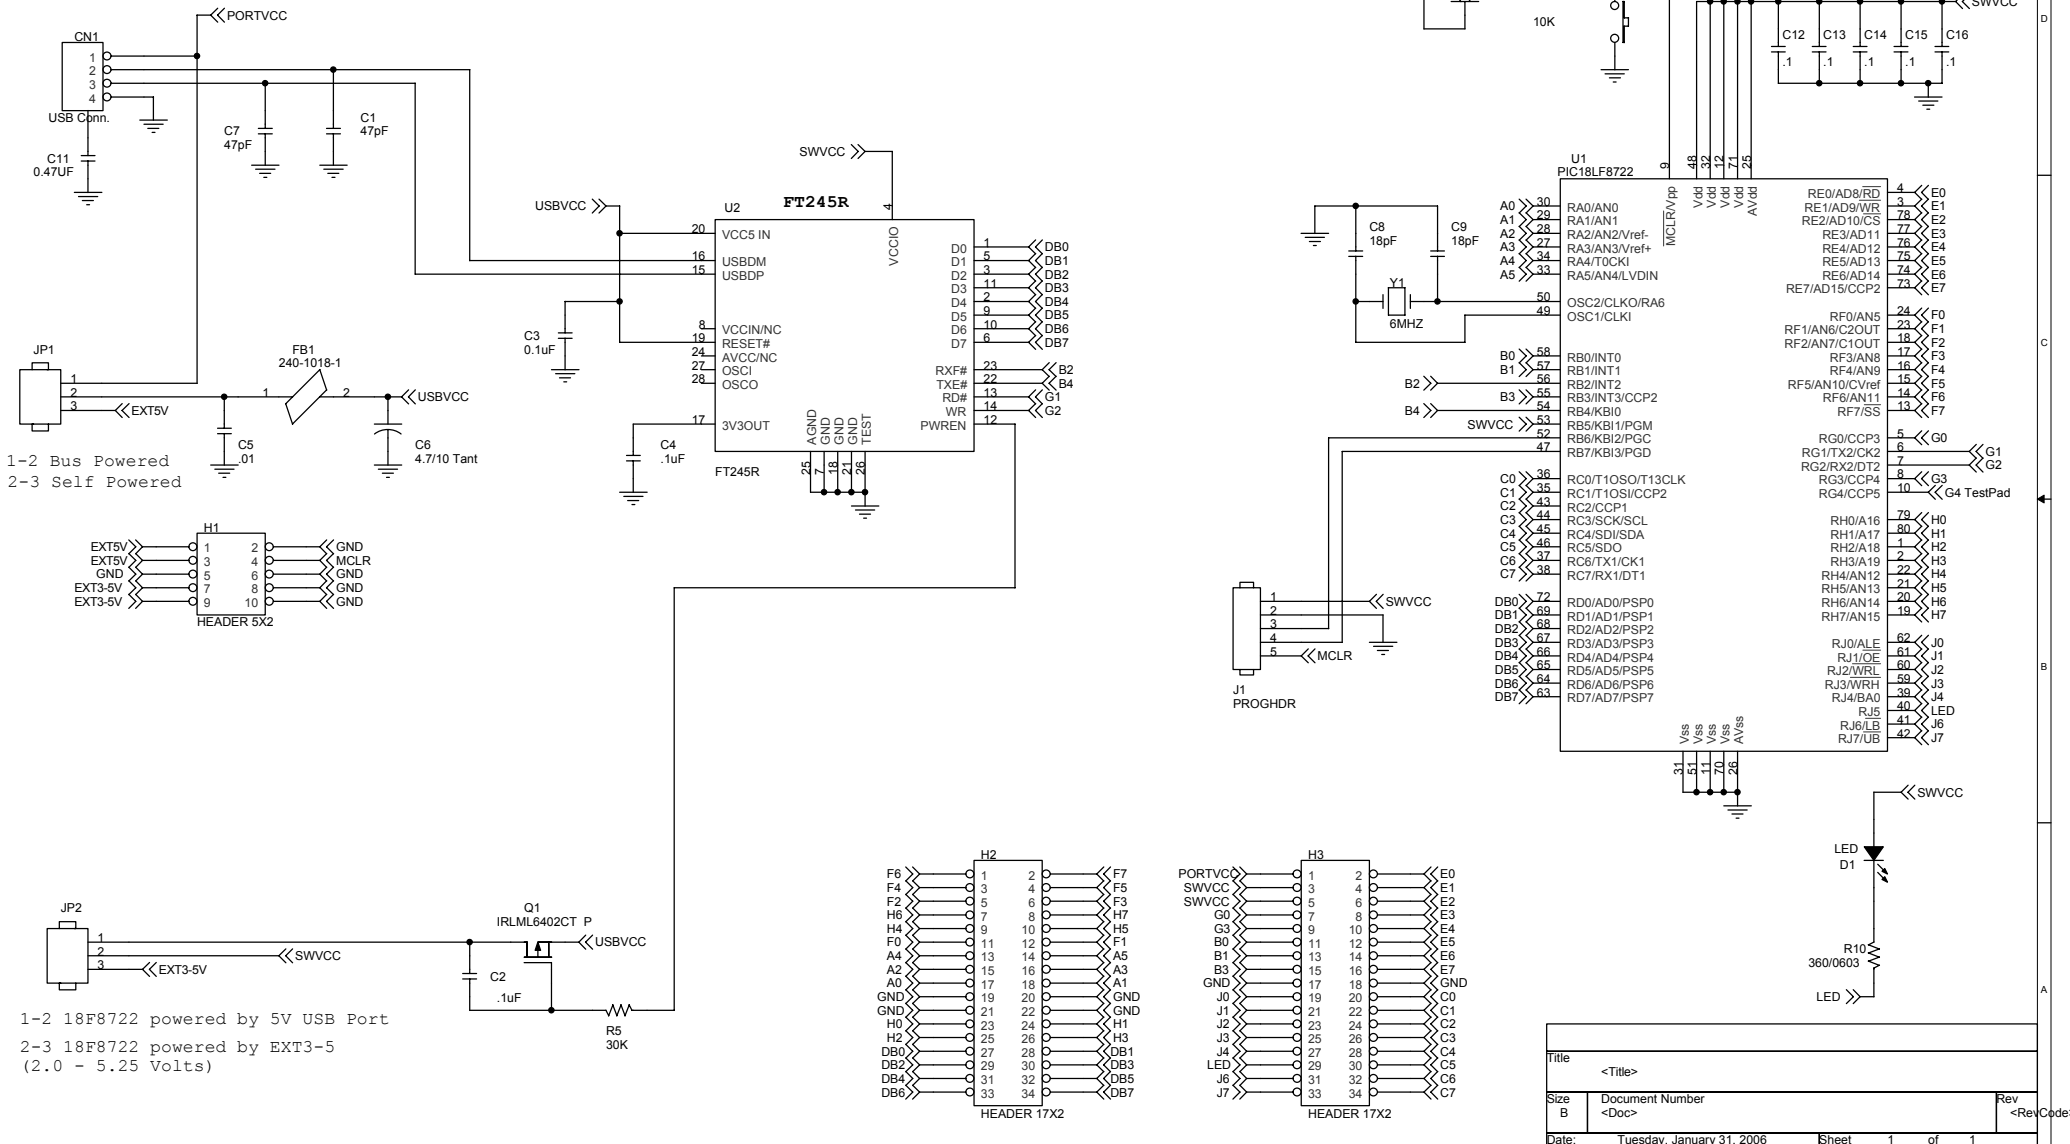 PORTVCC
CN1
1
2
3
4
USB Conn.
C11
0.47UF
C7
47pF
C1
47pF
10K
SWVCC
C12
.1
C13
.1
C14
.1
C15
.1
C16
.1
D
C
B
A
SWVCC
USBVCC
U2
FT245R
4
VCCIO
20 VCC5 IN
16 USBDM
15 USBDP
8 VCCIN/NC
19 RESET#
24 AVCC/NC
27 OSCI
28 OSCO
17 3V3OUT
D0 1 DB0
D1 5 DB1
D2 3 DB2
D3 11 DB3
D4 2 DB4
D5 9 DB5
D6 10 DB6
D7 6 DB7
RXF# 23 B2
TXE# 22 B4
RD# 13 G1
WR 14 G2
PWREN 12
AGND GND GND GND TEST
25 7 18 21 26
FT245R
C3
0.1uF
C4
.1uF
JP1
1
2
3
EXT5V
FB1
240-1018-1
1 2
USBVCC
C5
.01
C6
4.7/10 Tant
1-2 Bus Powered
2-3 Self Powered
H1
EXT5V 1 2 GND
EXT5V 3 4 MCLR
GND 5 6 GND
EXT3-5V 7 8 GND
EXT3-5V 9 10 GND
HEADER 5X2
C8
18pF
C9
18pF
Y1
6MHZ
U1
PIC18LF8722
9 48 32 12 71 25
MCLR/Vpp Vdd Vdd Vdd Vdd AVdd
A0 30 RA0/AN0
A1 29 RA1/AN1
A2 28 RA2/AN2/Vref-
A3 27 RA3/AN3/Vref+
A4 34 RA4/T0CKI
A5 33 RA5/AN4/LVDIN
50 OSC2/CLKO/RA6
49 OSC1/CLKI
B0 58 RB0/INT0
B1 57 RB1/INT1
B2 56 RB2/INT2
B3 55 RB3/INT3/CCP2
B4 54 RB4/KBI0
SWVCC 53 RB5/KBI1/PGM
52 RB6/KBI2/PGC
47 RB7/KBI3/PGD
C0 36 RC0/T1OSO/T13CLK
C1 35 RC1/T1OSI/CCP2
C2 43 RC2/CCP1
C3 44 RC3/SCK/SCL
C4 45 RC4/SDI/SDA
C5 46 RC5/SDO
C6 37 RC6/TX1/CK1
C7 38 RC7/RX1/DT1
DB0 72 RD0/AD0/PSP0
DB1 69 RD1/AD1/PSP1
DB2 68 RD2/AD2/PSP2
DB3 67 RD3/AD3/PSP3
DB4 66 RD4/AD4/PSP4
DB5 65 RD5/AD5/PSP5
DB6 64 RD6/AD6/PSP6
DB7 63 RD7/AD7/PSP7
RE0/AD8/RD 4 E0
RE1/AD9/WR 3 E1
RE2/AD10/CS 78 E2
RE3/AD11 77 E3
RE4/AD12 76 E4
RE5/AD13 75 E5
RE6/AD14 74 E6
RE7/AD15/CCP2 73 E7
RF0/AN5 24 F0
RF1/AN6/C2OUT 23 F1
RF2/AN7/C1OUT 18 F2
RF3/AN8 17 F3
RF4/AN9 16 F4
RF5/AN10/CVref 15 F5
RF6/AN11 14 F6
RF7/SS 13 F7
RG0/CCP3 5 G0
RG1/TX2/CK2 6 G1
RG2/RX2/DT2 7 G2
RG3/CCP4 8 G3
RG4/CCP5 10 G4 TestPad
RH0/A16 79 H0
RH1/A17 80 H1
RH2/A18 1 H2
RH3/A19 2 H3
RH4/AN12 22 H4
RH5/AN13 21 H5
RH6/AN14 20 H6
RH7/AN15 19 H7
RJ0/ALE 62 J0
RJ1/OE 61 J1
RJ2/WRL 60 J2
RJ3/WRH 59 J3
RJ4/BA0 39 J4
RJ5 40 LED
RJ6/LB 41 J6
RJ7/UB 42 J7
Vss Vss Vss Vss AVss
31 51 11 70 26
1 SWVCC
2
3
4
5 MCLR
J1
PROGHDR
SWVCC
LED
D1
R10
360/0603
LED
JP2
1
2 SWVCC
3 EXT3-5V
Q1
IRLML6402CT P
USBVCC
C2
.1uF
R5
30K
1-2 18F8722 powered by 5V USB Port
2-3 18F8722 powered by EXT3-5
(2.0 - 5.25 Volts)
H2
F6 1 2 F7
F4 3 4 F5
F2 5 6 F3
H6 7 8 H7
H4 9 10 H5
F0 11 12 F1
A4 13 14 A5
A2 15 16 A3
A0 17 18 A1
GND 19 20 GND
GND 21 22 GND
H0 23 24 H1
H2 25 26 H3
DB0 27 28 DB1
DB2 29 30 DB3
DB4 31 32 DB5
DB6 33 34 DB7
HEADER 17X2
H3
PORTVCC 1 2 E0
SWVCC 3 4 E1
SWVCC 5 6 E2
G0 7 8 E3
G3 9 10 E4
B0 11 12 E5
B1 13 14 E6
B3 15 16 E7
GND 17 18 GND
J0 19 20 C0
J1 21 22 C1
J2 23 24 C2
J3 25 26 C3
J4 27 28 C4
LED 29 30 C5
J6 31 32 C6
J7 33 34 C7
HEADER 17X2
Title
<Title>
Size Document Number Rev
B <Doc> <RevCode>
Date: Tuesday, January 31, 2006 Sheet 1 of 1